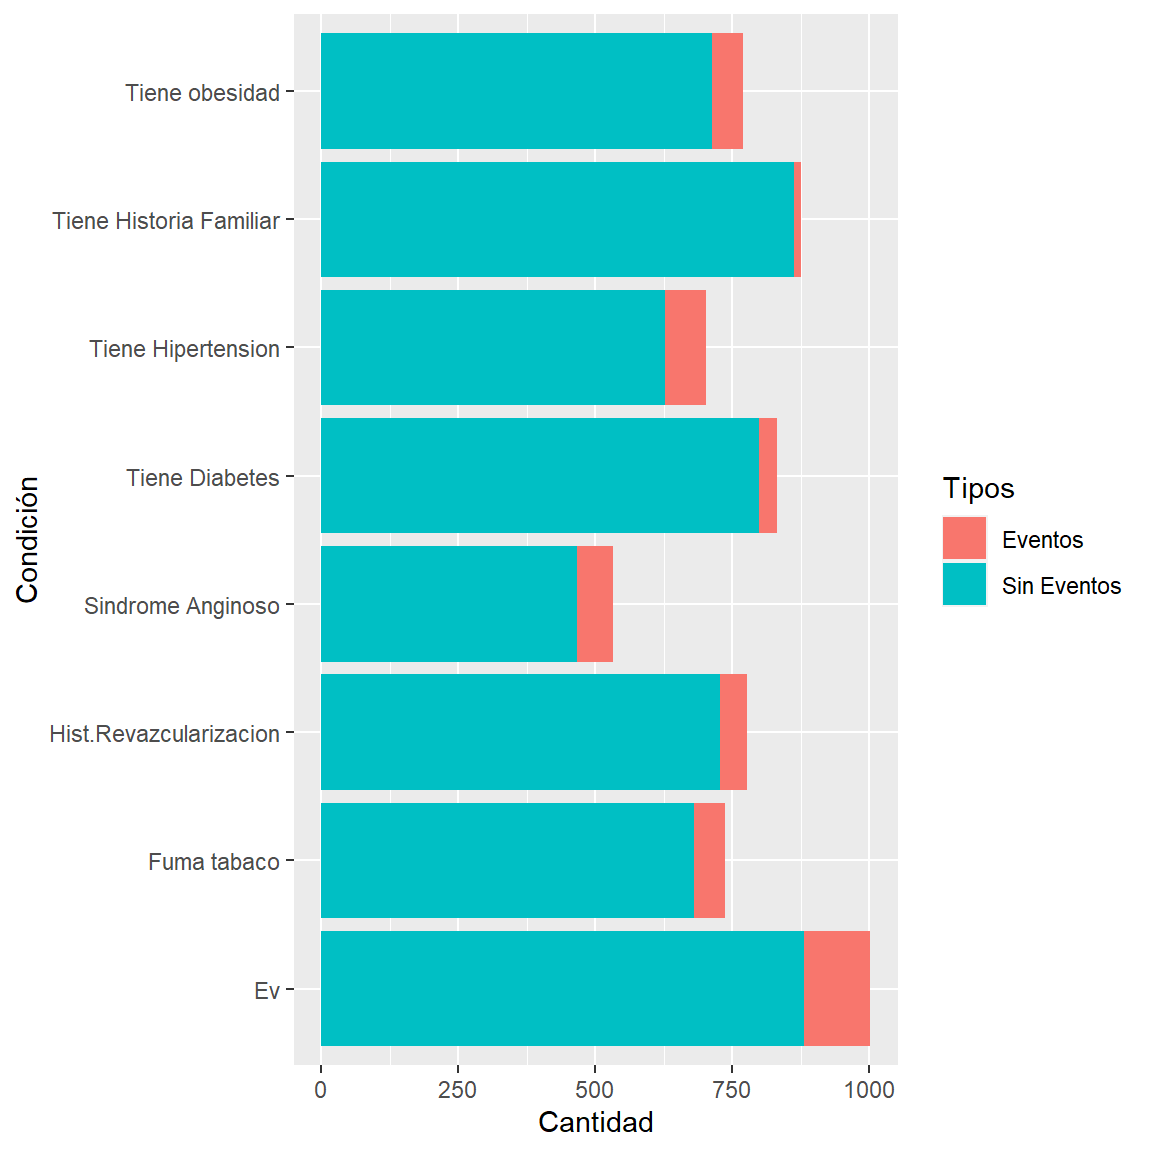 Tiene obesidad
Tiene Historia Familiar
Tiene Hipertension
Tiene Diabetes
Sindrome Anginoso
Hist.Revazcularizacion
Fuma tabaco
Ev
Condición
0 250 500 750 1000
Cantidad
Tipos
Eventos
Sin Eventos